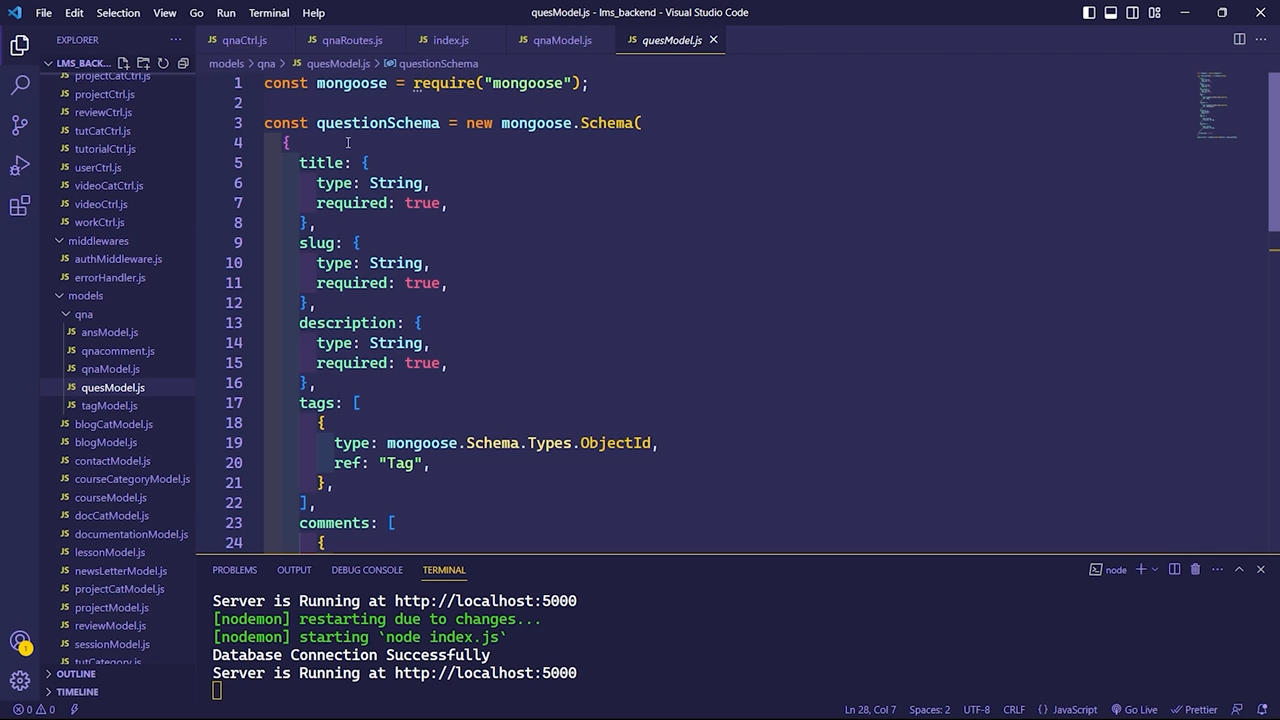 File Edit Selection View Go Run Terminal Help
quesModel.js - lms_backend - Visual Studio Code
EXPLORER
LMS_BACK...
projectCatCtrl.js
projectCtrl.js
reviewCtrl.js
tutCatCtrl.js
tutorialCtrl.js
userCtrl.js
videoCatCtrl.js
videoCtrl.js
workCtrl.js
middlewares
authMiddleware.js
errorHandler.js
models
qna
ansModel.js
qnacomment.js
qnaModel.js
quesModel.js
tagModel.js
blogCatModel.js
blogModel.js
contactModel.js
courseCategoryModel.js
courseModel.js
docCatModel.js
documentationModel.js
lessonModel.js
newsLetterModel.js
projectCatModel.js
projectModel.js
reviewModel.js
sessionModel.js
tutCategory.js
OUTLINE
TIMELINE
qnaCtrl.js qnaRoutes.js index.js qnaModel.js quesModel.js
models > qna > quesModel.js > questionSchema
1 const mongoose = require("mongoose");
2
3 const questionSchema = new mongoose.Schema(
4 {
5 title: {
6 type: String,
7 required: true,
8 },
9 slug: {
10 type: String,
11 required: true,
12 },
13 description: {
14 type: String,
15 required: true,
16 },
17 tags: [
18 {
19 type: mongoose.Schema.Types.ObjectId,
20 ref: "Tag",
21 },
22 ],
23 comments: [
24 {
PROBLEMS OUTPUT DEBUG CONSOLE TERMINAL
node
Server is Running at http://localhost:5000
[nodemon] restarting due to changes...
[nodemon] starting `node index.js`
Database Connection Successfully
Server is Running at http://localhost:5000
1
0 0
Ln 28, Col 7 Spaces: 2 UTF-8 CRLF {} JavaScript Go Live Prettier